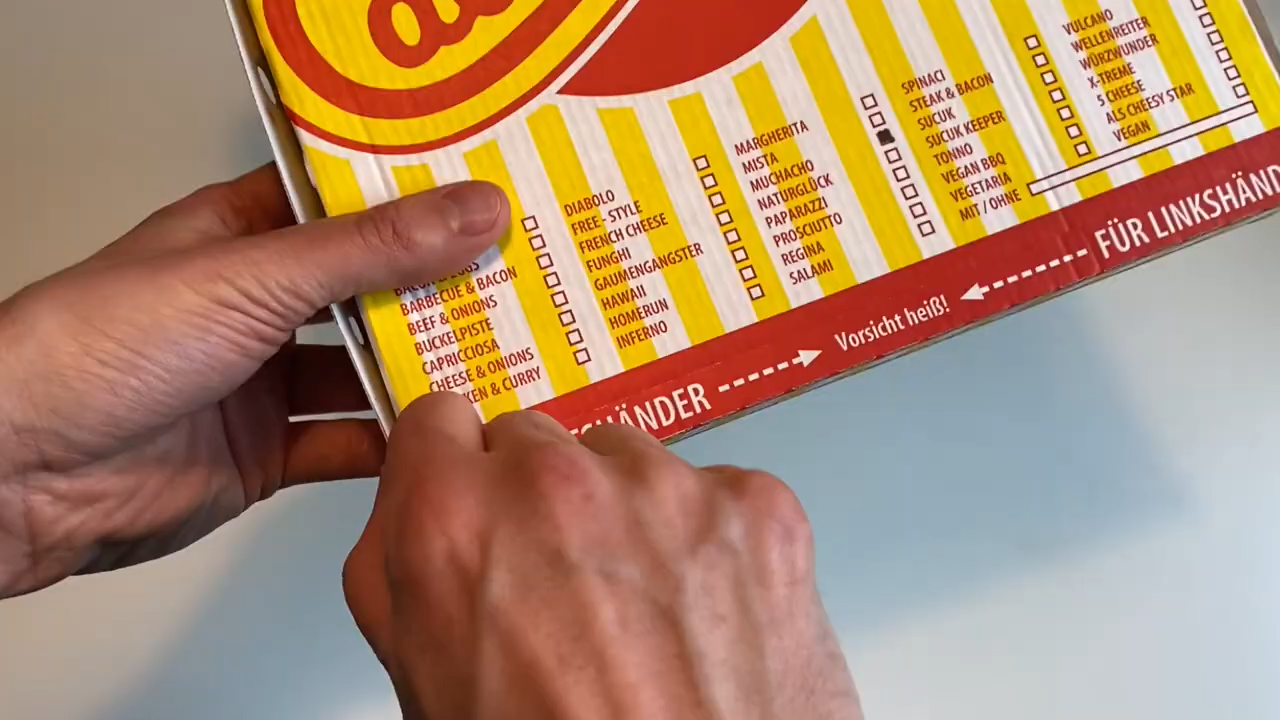 BARBECUE & BACON
BEEF & ONIONS
BUCKELPISTE
CAPRICCIOSA
CHEESE & ONIONS
& CURRY
DIABOLO
FREE - STYLE
FRENCH CHEESE
FUNGHI
GAUMENGANGSTER
HAWAII
HOMERUN
INFERNO
MARGHERITA
MISTA
MUCHACHO
NATURGLÜCK
PAPARAZZI
PROSCIUTTO
REGINA
SALAMI
SPINACI
STEAK & BACON
SUCUK
SUCUK KEEPER
TONNO
VEGAN BBQ
VEGETARIA
MIT / OHNE
VULCANO
WELLENREITER
WÜRZWUNDER
X-TREME
5 CHEESE
ALS CHEESY STAR
VEGAN
Vorsicht heiß!
FÜR